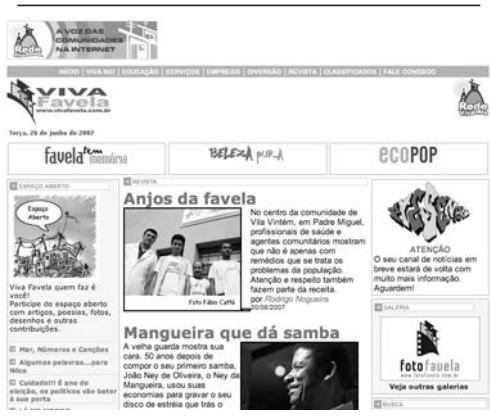 A VOZ DAS
COMUNIDADES
NA INTERNET
Rede
INÍCIO | VIVA RIO | EDUCAÇÃO | SERVIÇOS | EMPREGO | DIVERSÃO | REVISTA | CLASSIFICADOS | FALE CONOSCO
VIVA
Favela
www.vivafavela.com.br
Rede
Terça, 26 de junho de 2007
favela tem memória
BELEZA PUR_A
ecoPOP
ESPAÇO ABERTO
Espaço
Aberto
Viva Favela quem faz é
você!
Participe do espaço aberto
com artigos, poesias, fotos,
desenhos e outras
contribuições.
Mar, Números e Canções
Algumas palavras...para
Nilce
Cuidado!!! É ano de
eleição, os políticos vão bater
à sua porta
REVISTA
Anjos da favela
Foto Fábio Caffé
No centro da comunidade de
Vila Vintém, em Padre Miguel,
profissionais de saúde e
agentes comunitários mostram
que não é apenas com
remédios que se trata os
problemas da população.
Atenção e respeito também
fazem parte da receita.
por Rodrigo Nogueira
20/06/2007
Mangueira que dá samba
A velha guarda mostra sua
cara. 50 anos depois de
compor o seu primeiro samba,
João Ney de Oliveira, o Ney da
Mangueira, usou suas
economias para gravar o seu
disco de estréia que trás o
ATENÇÃO
O seu canal de notícias em
breve estará de volta com
muito mais informação.
Aguardem!
GALERIA
fotofavela
www.fotofavela.com.br
Veja outras galerias
BUSCA